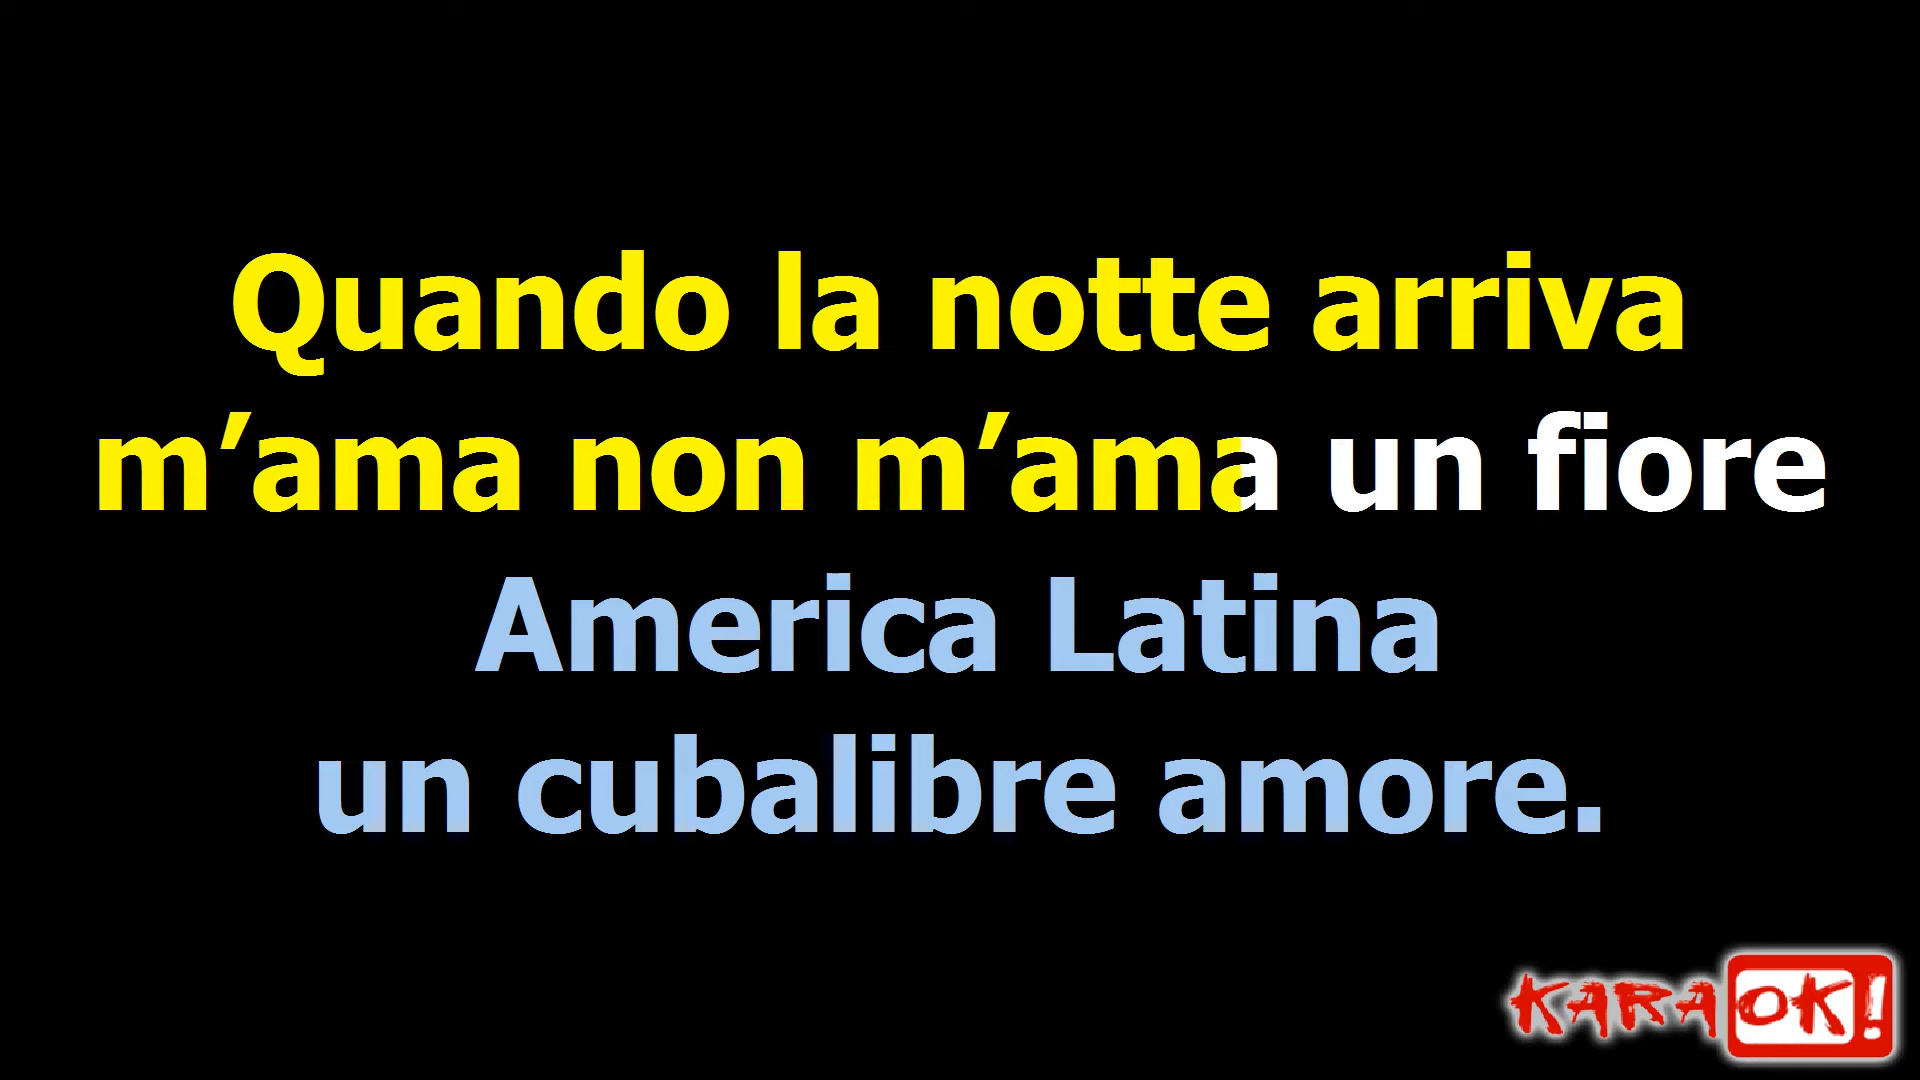 Quando la notte arriva
m’ama non m’ama un fiore
America Latina
un cubalibre amore.
KARAOK!